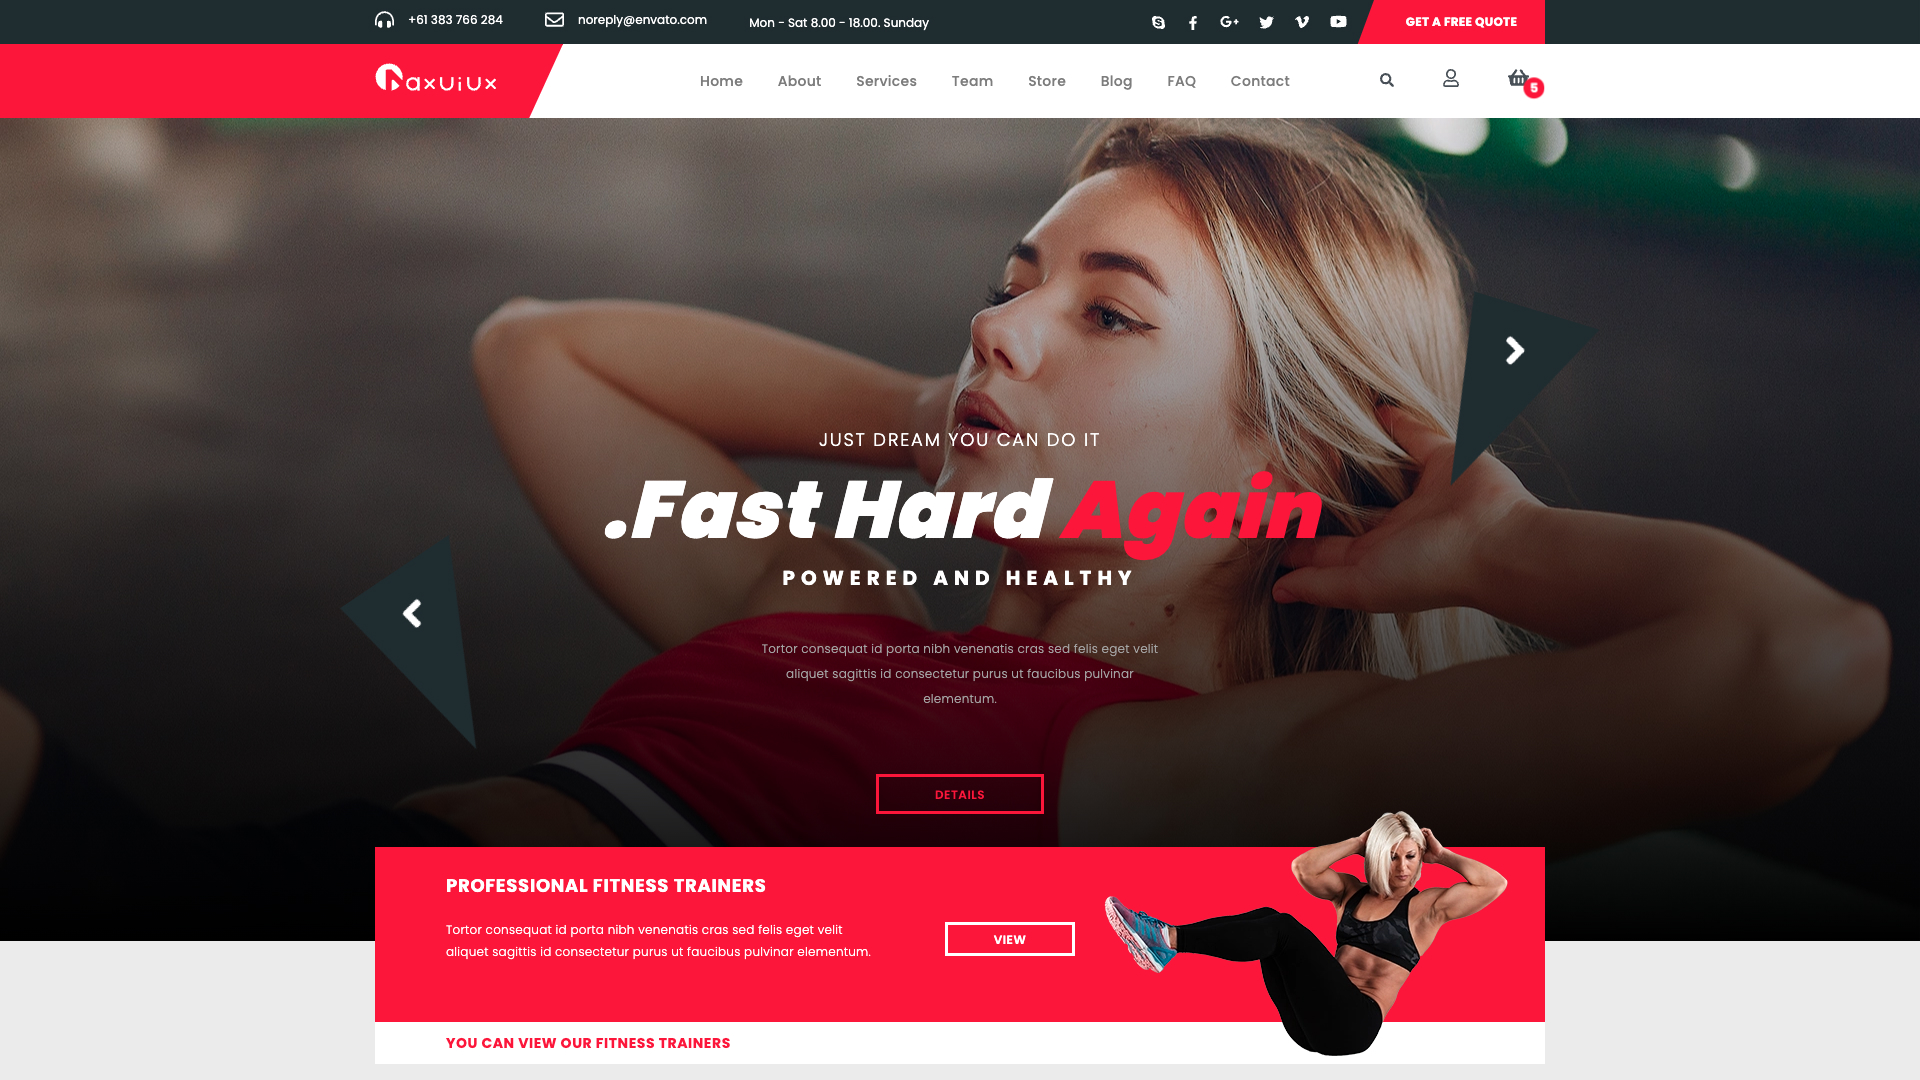 +61 383 766 284
noreply@envato.com
Mon - Sat 8.00 - 18.00. Sunday
GET A FREE QUOTE
axUiUx
Home
About
Services
Team
Store
Blog
FAQ
Contact
5
JUST DREAM YOU CAN DO IT
.Fast Hard Again
POWERED AND HEALTHY
Tortor consequat id porta nibh venenatis cras sed felis eget velit
aliquet sagittis id consectetur purus ut faucibus pulvinar
elementum.
DETAILS
PROFESSIONAL FITNESS TRAINERS
Tortor consequat id porta nibh venenatis cras sed felis eget velit
aliquet sagittis id consectetur purus ut faucibus pulvinar elementum.
VIEW
YOU CAN VIEW OUR FITNESS TRAINERS